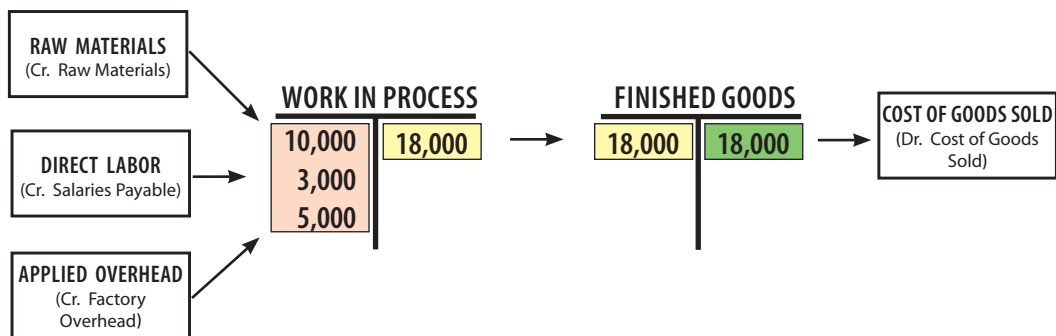 RAW MATERIALS
(Cr. Raw Materials)
DIRECT LABOR
(Cr. Salaries Payable)
APPLIED OVERHEAD
(Cr. Factory
Overhead)
WORK IN PROCESS
10,000 18,000
3,000
5,000
FINISHED GOODS
18,000 18,000
COST OF GOODS SOLD
(Dr. Cost of Goods
Sold)